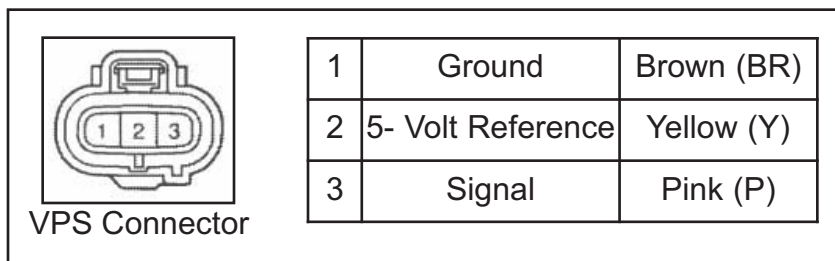 1 2 3
VPS Connector
1 Ground Brown (BR)
2 5- Volt Reference Yellow (Y)
3 Signal Pink (P)